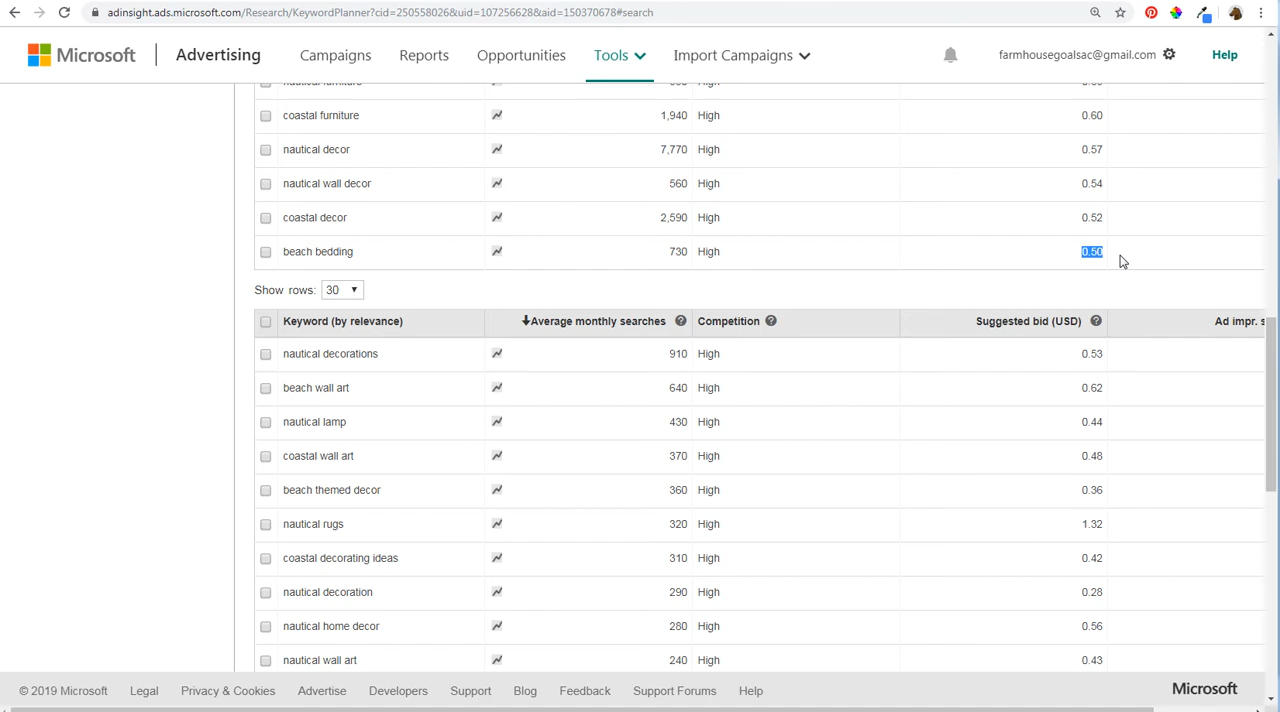 adinsight.ads.microsoft.com/Research/KeywordPlanner?cid=250558026&uid=107256628&aid=150370678#search
Microsoft | Advertising Campaigns Reports Opportunities Tools Import Campaigns farmhousegoalsac@gmail.com Help
nautical furniture High
coastal furniture 1,940 High 0.60
nautical decor 7,770 High 0.57
nautical wall decor 560 High 0.54
coastal decor 2,590 High 0.52
beach bedding 730 High 0.50
Show rows: 30
Keyword (by relevance) Average monthly searches Competition Suggested bid (USD) Ad impr. s
nautical decorations 910 High 0.53
beach wall art 640 High 0.62
nautical lamp 430 High 0.44
coastal wall art 370 High 0.48
beach themed decor 360 High 0.36
nautical rugs 320 High 1.32
coastal decorating ideas 310 High 0.42
nautical decoration 290 High 0.28
nautical home decor 280 High 0.56
nautical wall art 240 High 0.43
© 2019 Microsoft Legal Privacy & Cookies Advertise Developers Support Blog Feedback Support Forums Help Microsoft